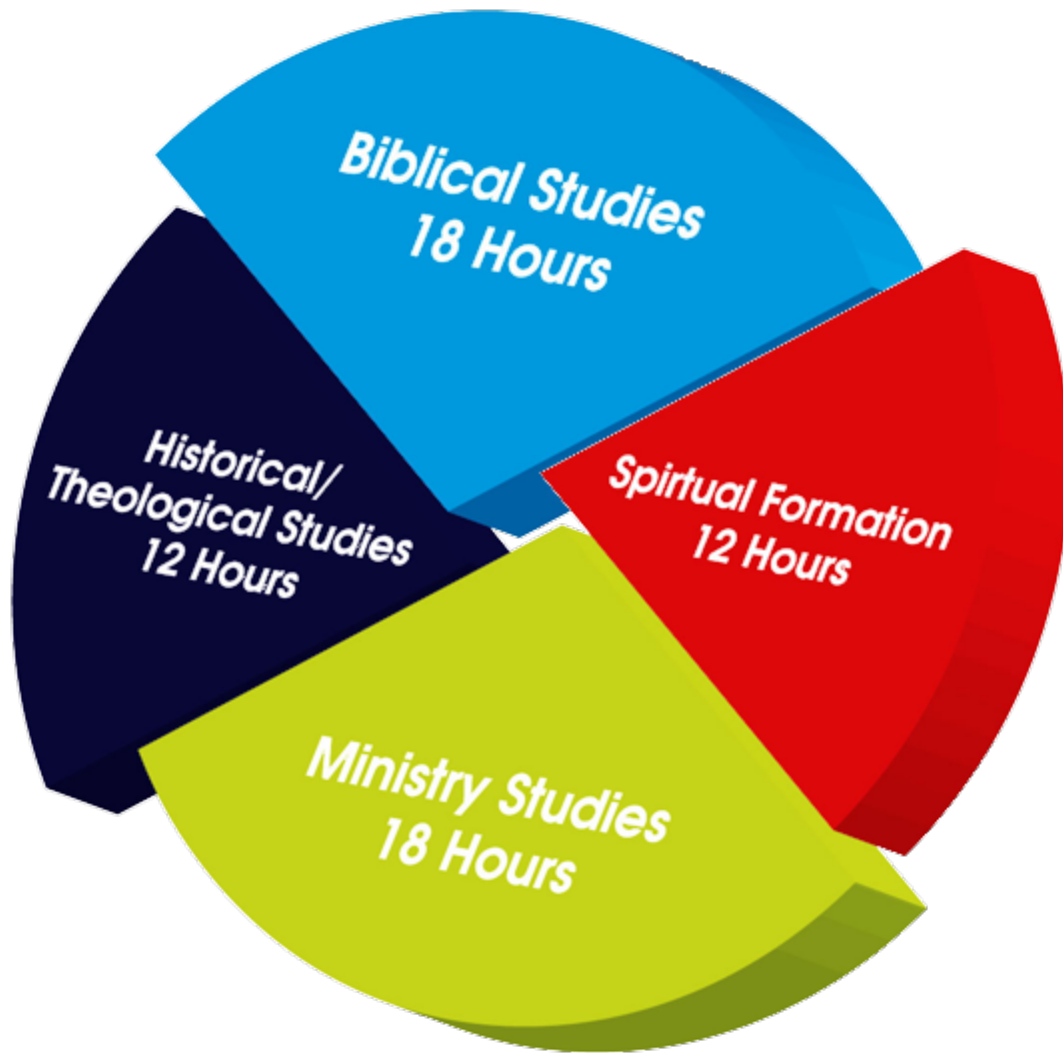 Biblical Studies
18 Hours
Historical/
Theological Studies
12 Hours
Spirtual Formation
12 Hours
Ministry Studies
18 Hours